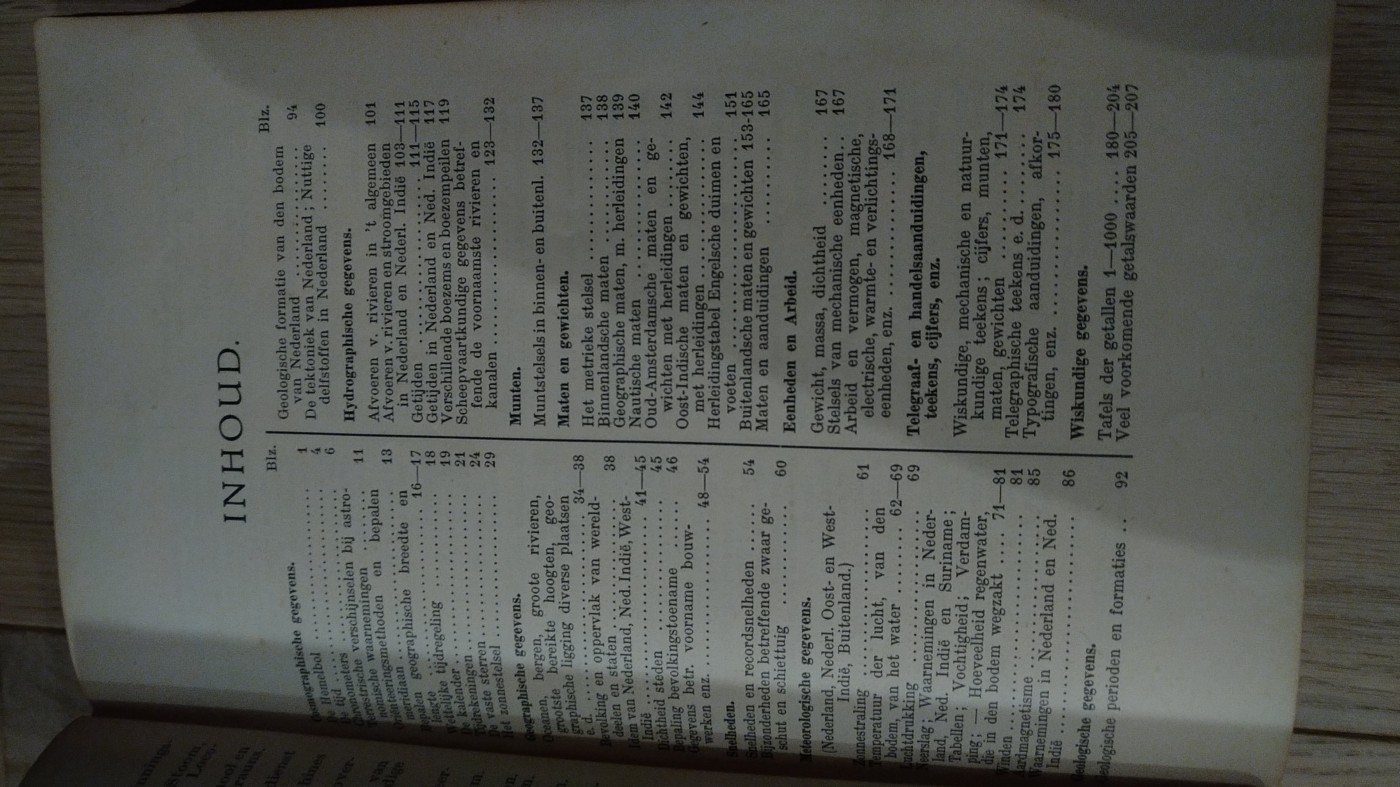 INHOUD.
Blz.
Cosmographische gegevens.
Hemelbol 1
tijd 4
6
Chronometers verschijnselen bij astro-
nomische waarnemingen 11
methoden en bepalen
meridiaan 13
Bepalen geographische breedte en
lengte 16—17
Wettelijke tijdregeling 18
Kalender 19
Tijdrekeningen 21
De vaste sterren 24
Het zonnestelsel 29
Geographische gegevens.
Oceanen, bergen, groote rivieren,
grootste bereikte hoogten, geo-
graphische ligging diverse plaatsen
e. d. 34—38
Bevolking en oppervlak van wereld-
deelen en staten 38
Idem van Nederland, Ned. Indië, West-
Indië 41—45
Dichtheid steden 45
Bepaling bevolkingstoename 46
Gegevens betr. voorname bouw-
werken enz. 48—54
Snelheden.
Snelheden en recordsnelheden 54
Bijzonderheden betreffende zwaar ge-
schut en schiettuig 60
Meteorologische gegevens.
(Nederland, Nederl. Oost- en West-
Indië, Buitenland.)
Zonnestraling 61
Temperatuur der lucht, van den
bodem, van het water 62—69
Luchtdrukking 69
Neerslag; Waarnemingen in Neder-
land, Ned. Indië en Suriname;
Tabellen; Vochtigheid; Verdam-
ping; — Hoeveelheid regenwater,
die in den bodem wegzakt 71—81
Winden 81
Aardmagnetisme 85
Waarnemingen in Nederland en Ned.
Indië 86
Geologische gegevens.
Geologische perioden en formaties 92
Blz.
Geologische formatie van den bodem
van Nederland 94
De tektoniek van Nederland; Nuttige
delfstoffen in Nederland 100
Hydrographische gegevens.
Afvoeren v. rivieren in 't algemeen 101
Afvoeren v. rivieren en stroomgebieden
in Nederland en Nederl. Indië 103—111
Getijden 111—115
Getijden in Nederland en Ned. Indië 117
Verschillende boezems en boezempeilen 119
Scheepvaartkundige gegevens betref-
fende de voornaamste rivieren en
kanalen 123—132
Munten.
Muntstelsels in binnen- en buitenl. 132—137
Maten en gewichten.
Het metrieke stelsel 137
Binnenlandsche maten 138
Geographische maten, m. herleidingen 139
Nautische maten 140
Oud-Amsterdamsche maten en ge-
wichten met herleidingen 142
Oost-Indische maten en gewichten,
met herleidingen 144
Herleidingstabel Engelsche duimen en
voeten 151
Buitenlandsche maten en gewichten 153-165
Maten en aanduidingen 165
Eenheden en Arbeid.
Gewicht, massa, dichtheid 167
Stelsels van mechanische eenheden 167
Arbeid en vermogen, magnetische,
electrische, warmte- en verlichtings-
eenheden, enz. 168—171
Telegraaf- en handelsaanduidingen,
teekens, cijfers, enz.
Wiskundige, mechanische en natuur-
kundige teekens; cijfers, munten,
maten, gewichten 171—174
Telegraphische teekens e. d. 174
Typografische aanduidingen, afkor-
tingen, enz. 175—180
Wiskundige gegevens.
Tafels der getallen 1—1000 180—204
Veel voorkomende getalswaarden 205—207